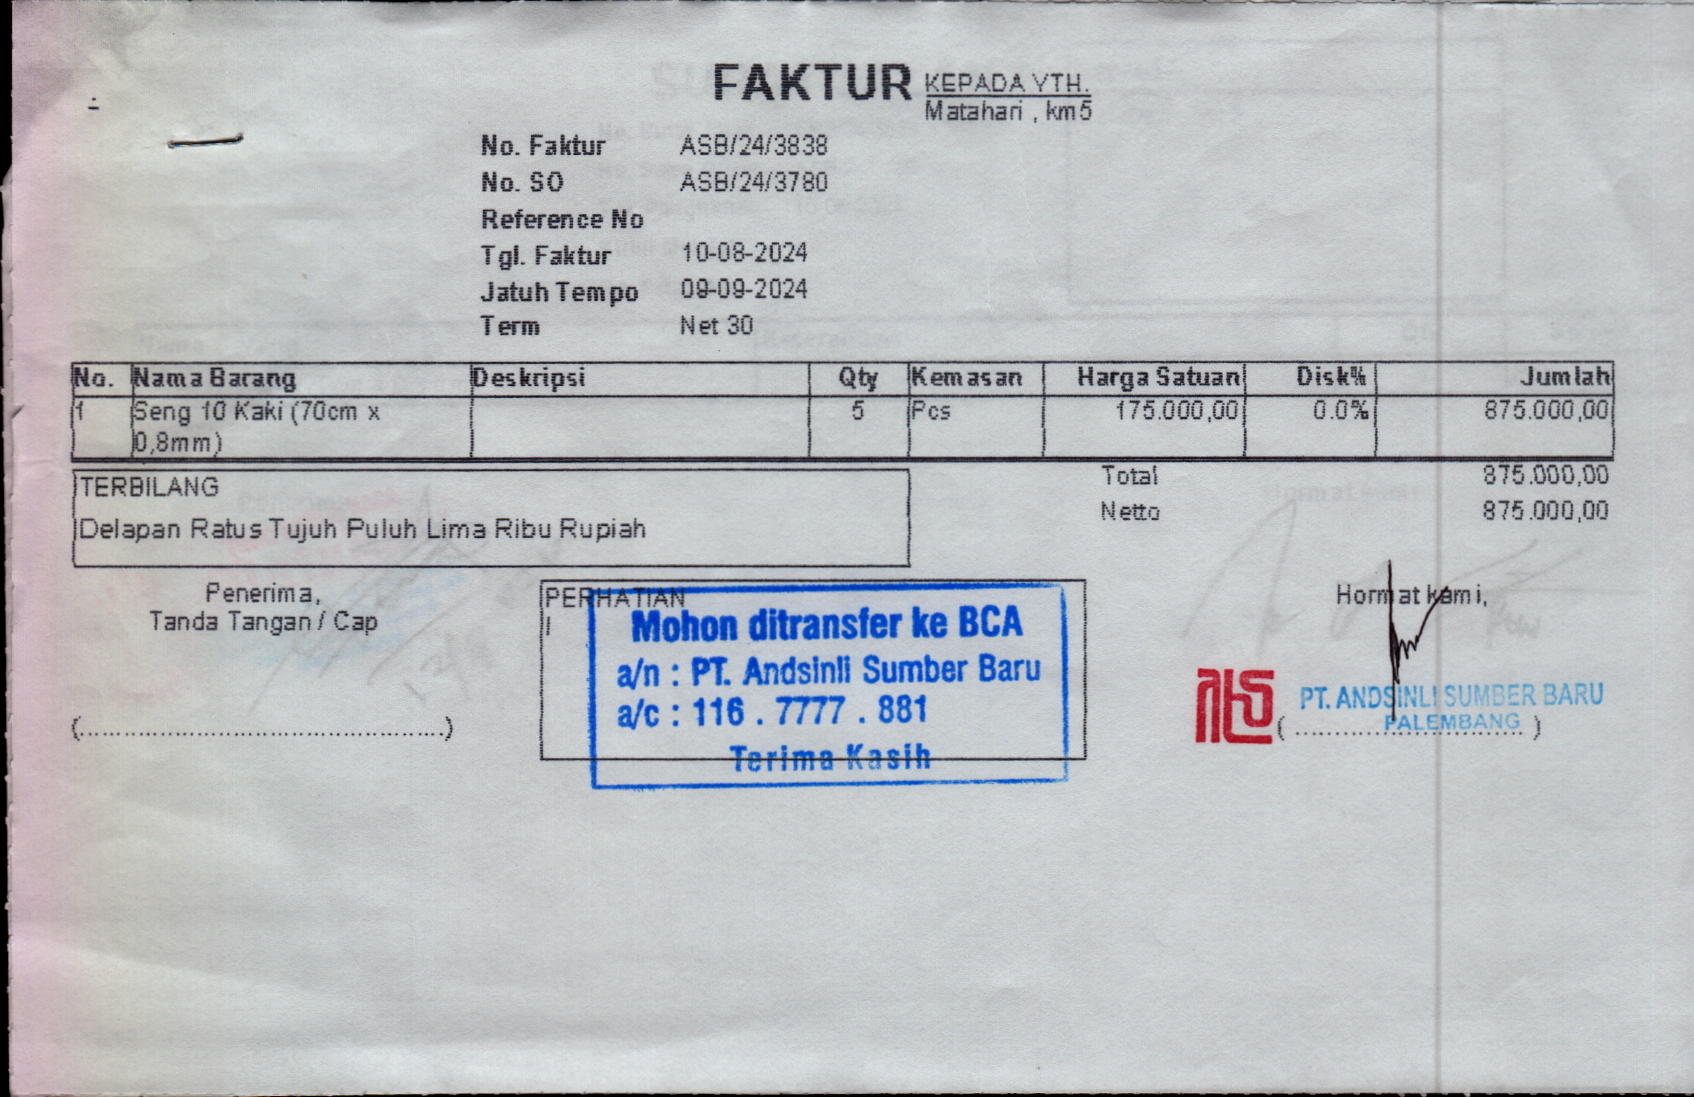 FAKTUR
KEPADA YTH.
Matahari , km5
No. Faktur ASB/24/3838
No. SO ASB/24/3780
Reference No
Tgl. Faktur 10-08-2024
Jatuh Tempo 09-09-2024
Term Net 30
No. Nama Barang Deskripsi Qty Kemasan Harga Satuan Disk% Jumlah
1 Seng 10 Kaki (70cm x 5 Pcs 175.000,00 0.0% 875.000,00
0,8mm)
Total 875.000,00
Netto 875.000,00
TERBILANG
Delapan Ratus Tujuh Puluh Lima Ribu Rupiah
Penerima,
Tanda Tangan / Cap
(................................................)
PERHATIAN
Mohon ditransfer ke BCA
a/n : PT. Andsinli Sumber Baru
a/c : 116 . 7777 . 881
Terima Kasih
Hormat kami,
PT. ANDSINLI SUMBER BARU
PALEMBANG
( .............................. )